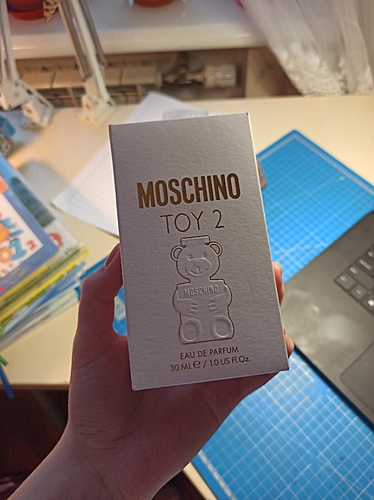 MOSCHINO
TOY 2
MOSCHINO
EAU DE PARFUM
30 ML ℮ / 1.0 US Fl.Oz.